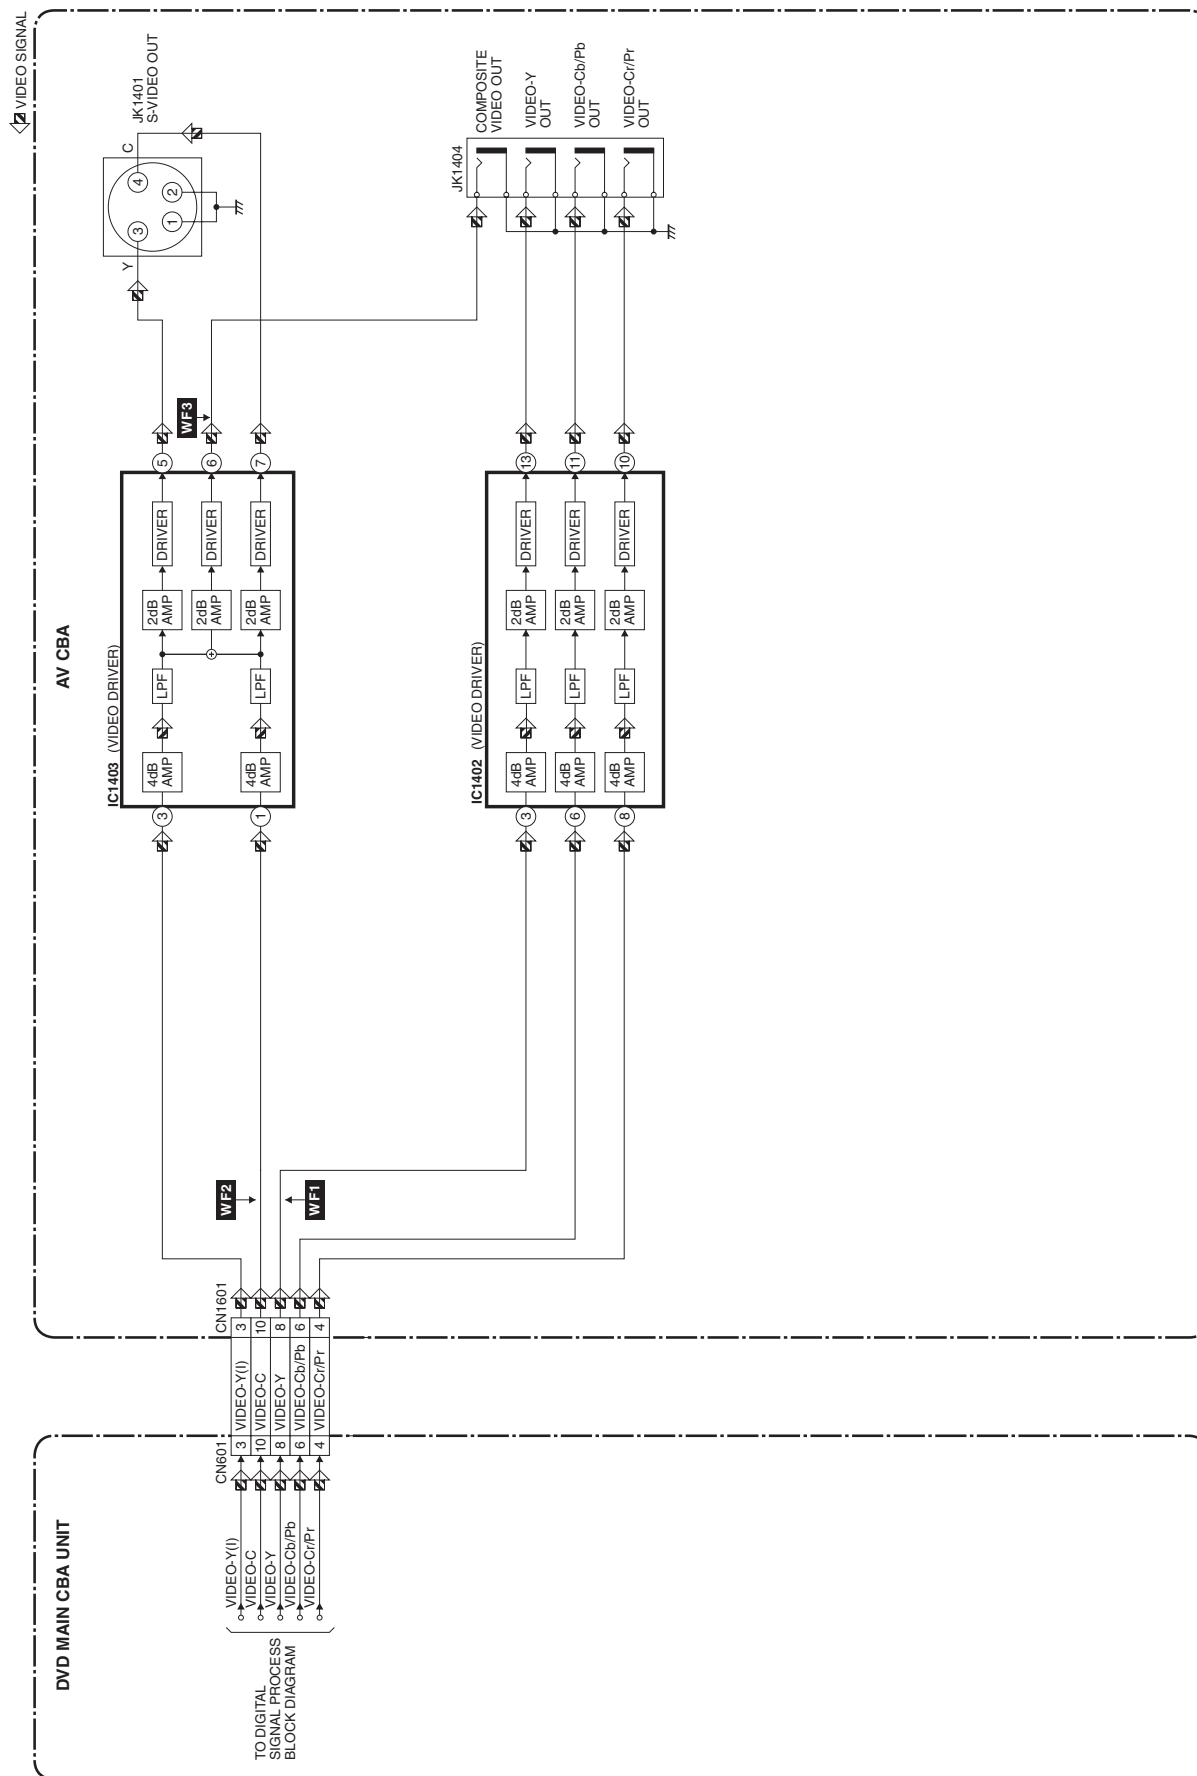 VIDEO SIGNAL
DVD MAIN CBA UNIT
AV CBA
TO DIGITAL
SIGNAL PROCESS
BLOCK DIAGRAM
VIDEO-Y(I)
VIDEO-C
VIDEO-Y
VIDEO-Cb/Pb
VIDEO-Cr/Pr
CN601
CN1601
3 VIDEO-Y(I) 3
10 VIDEO-C 10
8 VIDEO-Y 8
6 VIDEO-Cb/Pb 6
4 VIDEO-Cr/Pr 4
WF2
WF1
IC1403 (VIDEO DRIVER)
3
4dB
AMP
LPF
2dB
AMP
DRIVER
5
+
2dB
AMP
DRIVER
6
1
4dB
AMP
LPF
2dB
AMP
DRIVER
7
WF3
Y
C
3
4
1
2
JK1401
S-VIDEO OUT
IC1402 (VIDEO DRIVER)
3
4dB
AMP
LPF
2dB
AMP
DRIVER
13
6
4dB
AMP
LPF
2dB
AMP
DRIVER
11
8
4dB
AMP
LPF
2dB
AMP
DRIVER
10
JK1404
COMPOSITE
VIDEO OUT
VIDEO-Y
OUT
VIDEO-Cb/Pb
OUT
VIDEO-Cr/Pr
OUT